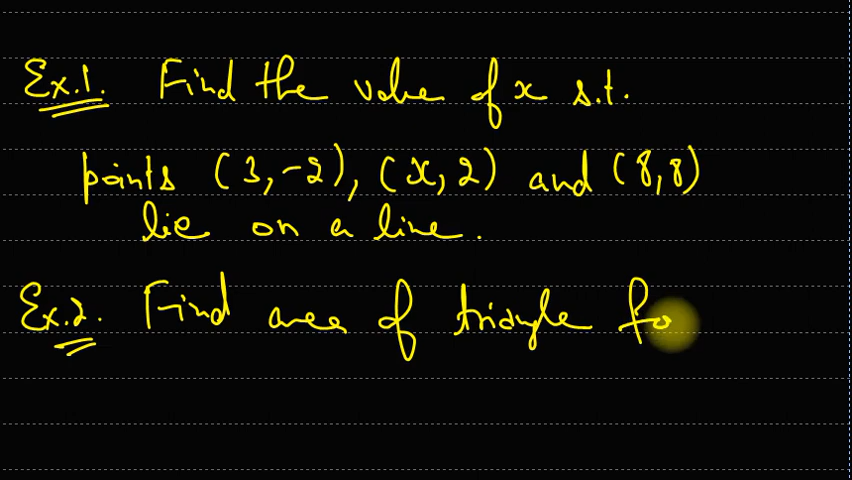 Ex.1. Find the value of x s.t.
points (3,-2), (x, 2) and (8,8)
lie on a line.
Ex.2. Find area of triangle fo